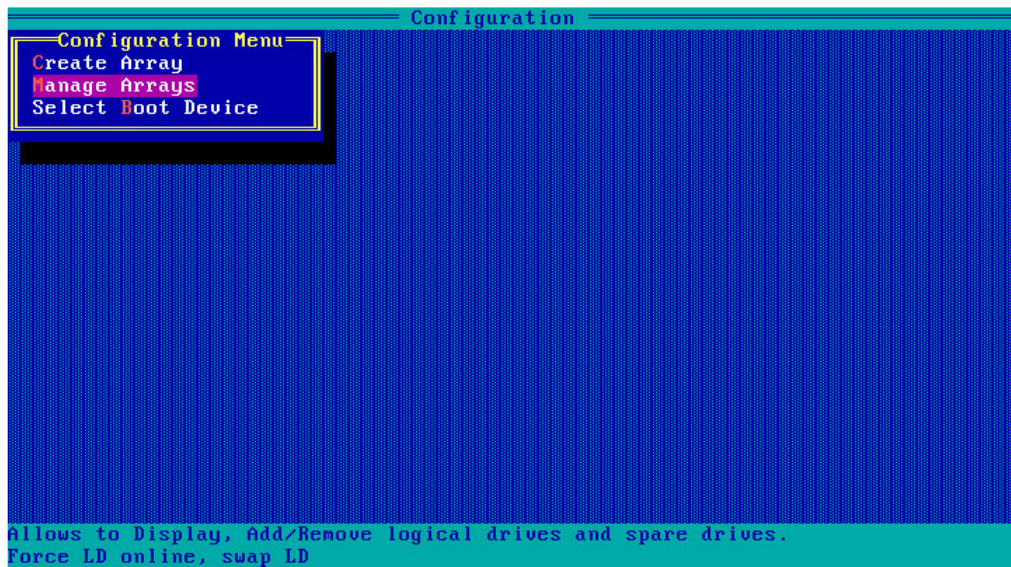 Configuration
Configuration Menu
Create Array
Manage Arrays
Select Boot Device
Allows to Display, Add/Remove logical drives and spare drives.
Force LD online, swap LD